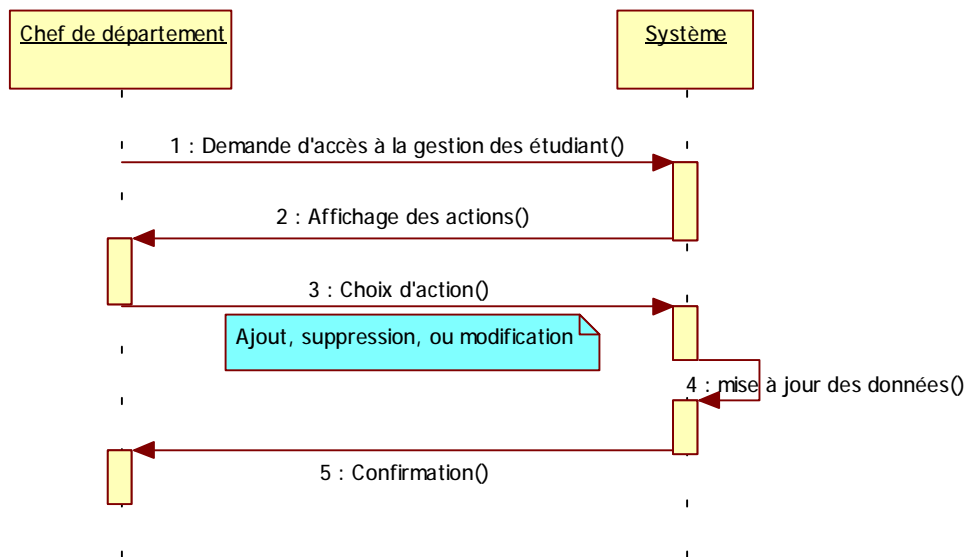 Chef de département
Système
1 : Demande d'accès à la gestion des étudiant()
2 : Affichage des actions()
3 : Choix d'action()
Ajout, suppression, ou modification
4 : mise à jour des données()
5 : Confirmation()